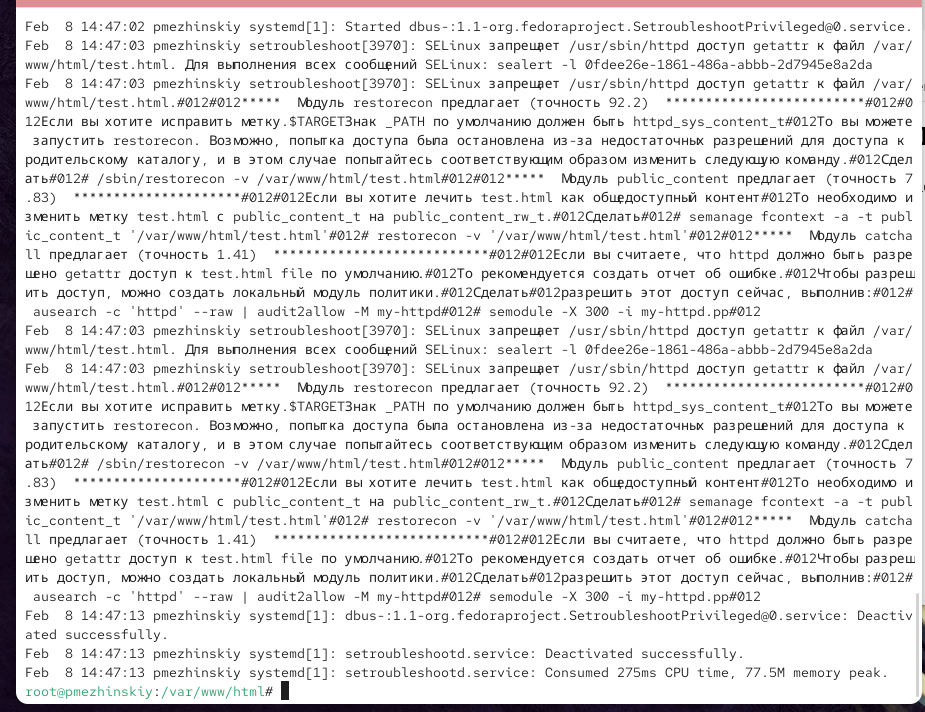 Feb  8 14:47:02 pmezhinskiy systemd[1]: Started dbus-:1.1-org.fedoraproject.SetroubleshootPrivileged@0.service.
Feb  8 14:47:03 pmezhinskiy setroubleshoot[3970]: SELinux запрещает /usr/sbin/httpd доступ getattr к файл /var/
www/html/test.html. Для выполнения всех сообщений SELinux: sealert -l 0fdee26e-1861-486a-abbb-2d7945e8a2da
Feb  8 14:47:03 pmezhinskiy setroubleshoot[3970]: SELinux запрещает /usr/sbin/httpd доступ getattr к файл /var/
www/html/test.html.#012#012*****  Модуль restorecon предлагает (точность 92.2)  *************************#012#0
12Если вы хотите исправить метку.$TARGETЗнак _PATH по умолчанию должен быть httpd_sys_content_t#012То вы можете
 запустить restorecon. Возможно, попытка доступа была остановлена из-за недостаточных разрешений для доступа к
родительскому каталогу, и в этом случае попытайтесь соответствующим образом изменить следующую команду.#012Сдел
ать#012# /sbin/restorecon -v /var/www/html/test.html#012#012*****  Модуль public_content предлагает (точность 7
.83)  *********************#012#012Если вы хотите лечить test.html как общедоступный контент#012То необходимо и
зменить метку test.html с public_content_t на public_content_rw_t.#012Сделать#012# semanage fcontext -a -t publ
ic_content_t '/var/www/html/test.html'#012# restorecon -v '/var/www/html/test.html'#012#012*****  Модуль catcha
ll предлагает (точность 1.41)  ***************************#012#012Если вы считаете, что httpd должно быть разре
шено getattr доступ к test.html file по умолчанию.#012То рекомендуется создать отчет об ошибке.#012Чтобы разреш
ить доступ, можно создать локальный модуль политики.#012Сделать#012разрешить этот доступ сейчас, выполнив:#012#
 ausearch -c 'httpd' --raw | audit2allow -M my-httpd#012# semodule -X 300 -i my-httpd.pp#012
Feb  8 14:47:03 pmezhinskiy setroubleshoot[3970]: SELinux запрещает /usr/sbin/httpd доступ getattr к файл /var/
www/html/test.html. Для выполнения всех сообщений SELinux: sealert -l 0fdee26e-1861-486a-abbb-2d7945e8a2da
Feb  8 14:47:03 pmezhinskiy setroubleshoot[3970]: SELinux запрещает /usr/sbin/httpd доступ getattr к файл /var/
www/html/test.html.#012#012*****  Модуль restorecon предлагает (точность 92.2)  *************************#012#0
12Если вы хотите исправить метку.$TARGETЗнак _PATH по умолчанию должен быть httpd_sys_content_t#012То вы можете
 запустить restorecon. Возможно, попытка доступа была остановлена из-за недостаточных разрешений для доступа к
родительскому каталогу, и в этом случае попытайтесь соответствующим образом изменить следующую команду.#012Сдел
ать#012# /sbin/restorecon -v /var/www/html/test.html#012#012*****  Модуль public_content предлагает (точность 7
.83)  *********************#012#012Если вы хотите лечить test.html как общедоступный контент#012То необходимо и
зменить метку test.html с public_content_t на public_content_rw_t.#012Сделать#012# semanage fcontext -a -t publ
ic_content_t '/var/www/html/test.html'#012# restorecon -v '/var/www/html/test.html'#012#012*****  Модуль catcha
ll предлагает (точность 1.41)  ***************************#012#012Если вы считаете, что httpd должно быть разре
шено getattr доступ к test.html file по умолчанию.#012То рекомендуется создать отчет об ошибке.#012Чтобы разреш
ить доступ, можно создать локальный модуль политики.#012Сделать#012разрешить этот доступ сейчас, выполнив:#012#
 ausearch -c 'httpd' --raw | audit2allow -M my-httpd#012# semodule -X 300 -i my-httpd.pp#012
Feb  8 14:47:13 pmezhinskiy systemd[1]: dbus-:1.1-org.fedoraproject.SetroubleshootPrivileged@0.service: Deactiv
ated successfully.
Feb  8 14:47:13 pmezhinskiy systemd[1]: setroubleshootd.service: Deactivated successfully.
Feb  8 14:47:13 pmezhinskiy systemd[1]: setroubleshootd.service: Consumed 275ms CPU time, 77.5M memory peak.
root@pmezhinskiy:/var/www/html#